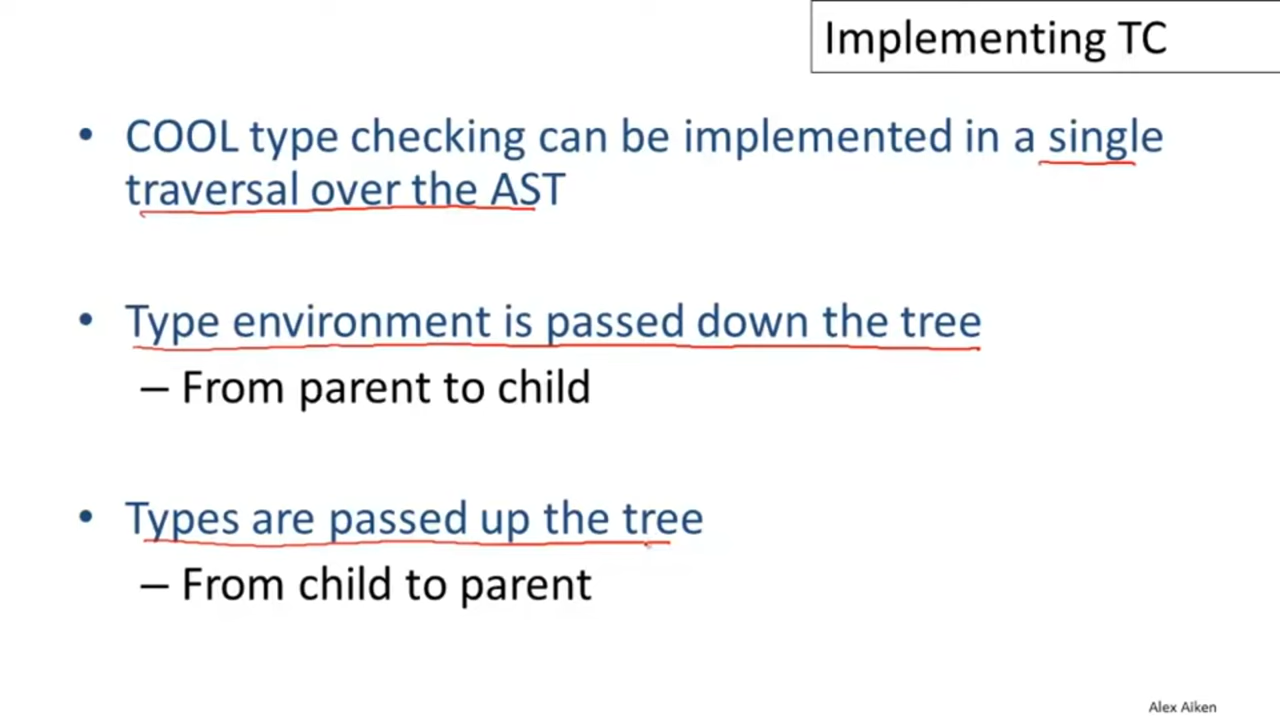 Implementing TC
• COOL type checking can be implemented in a single
traversal over the AST
• Type environment is passed down the tree
– From parent to child
• Types are passed up the tree
– From child to parent
Alex Aiken